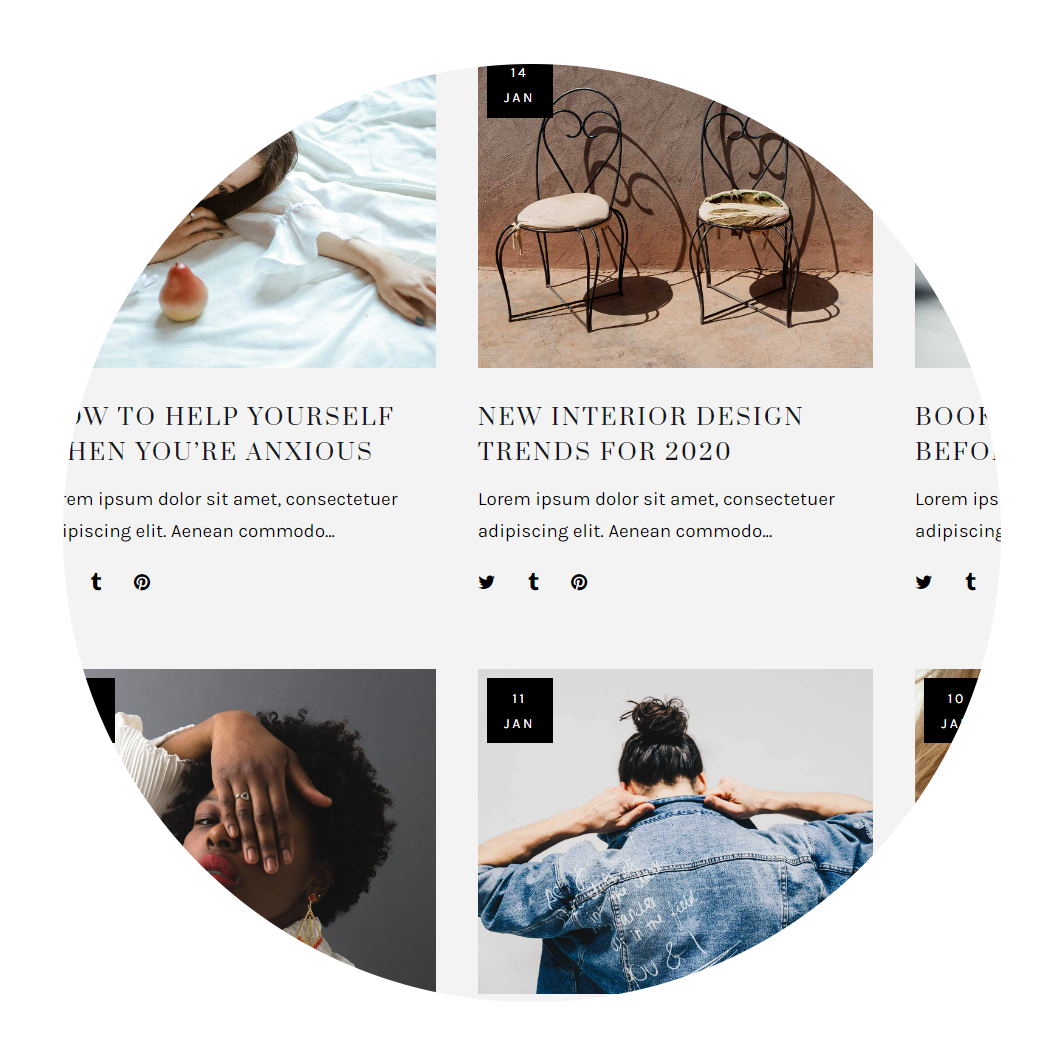 14
JAN
OW TO HELP YOURSELF
HEN YOU’RE ANXIOUS
rem ipsum dolor sit amet, consectetuer
ipiscing elit. Aenean commodo...
NEW INTERIOR DESIGN
TRENDS FOR 2020
Lorem ipsum dolor sit amet, consectetuer
adipiscing elit. Aenean commodo...
BOOK
BEFO
Lorem ips
adipiscing
11
JAN
10
JA